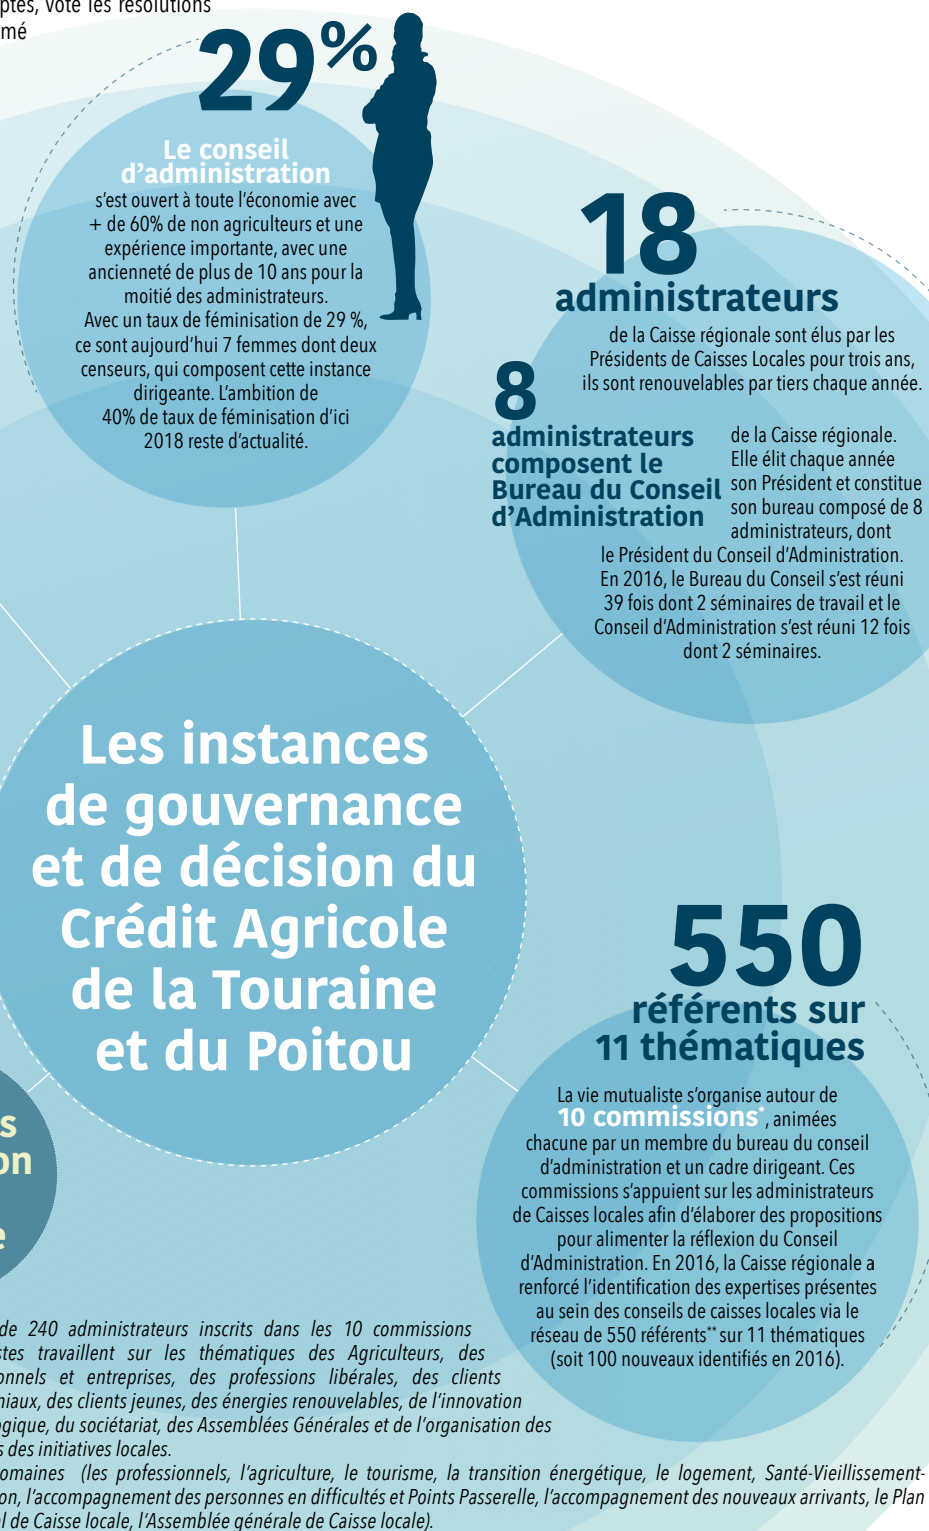 ptes, vote les résolutions
mé
29%
Le conseil
d'administration
s'est ouvert à toute l'économie avec
+ de 60% de non agriculteurs et une
expérience importante, avec une
ancienneté de plus de 10 ans pour la
moitié des administrateurs.
Avec un taux de féminisation de 29 %,
ce sont aujourd'hui 7 femmes dont deux
censeurs, qui composent cette instance
dirigeante. L'ambition de
40% de taux de féminisation d'ici
2018 reste d'actualité.
18
administrateurs
de la Caisse régionale sont élus par les
Présidents de Caisses Locales pour trois ans,
ils sont renouvelables par tiers chaque année.
8
administrateurs
composent le
Bureau du Conseil
d'Administration
de la Caisse régionale.
Elle élit chaque année
son Président et constitue
son bureau composé de 8
administrateurs, dont
le Président du Conseil d'Administration.
En 2016, le Bureau du Conseil s'est réuni
39 fois dont 2 séminaires de travail et le
Conseil d'Administration s'est réuni 12 fois
dont 2 séminaires.
Les instances
de gouvernance
et de décision du
Crédit Agricole
de la Touraine
et du Poitou
550
référents sur
11 thématiques
La vie mutualiste s'organise autour de
10 commissions*, animées
chacune par un membre du bureau du conseil
d'administration et un cadre dirigeant. Ces
commissions s'appuient sur les administrateurs
de Caisses locales afin d'élaborer des propositions
pour alimenter la réflexion du Conseil
d'Administration. En 2016, la Caisse régionale a
renforcé l'identification des expertises présentes
au sein des conseils de caisses locales via le
réseau de 550 référents** sur 11 thématiques
(soit 100 nouveaux identifiés en 2016).
s
on
e
de 240 administrateurs inscrits dans les 10 commissions
stes travaillent sur les thématiques des Agriculteurs, des
onnels et entreprises, des professions libérales, des clients
niaux, des clients jeunes, des énergies renouvelables, de l'innovation
ogique, du sociétariat, des Assemblées Générales et de l'organisation des
s des initiatives locales.
omaines (les professionnels, l'agriculture, le tourisme, la transition énergétique, le logement, Santé-Vieillissement-
on, l'accompagnement des personnes en difficultés et Points Passerelle, l'accompagnement des nouveaux arrivants, le Plan
al de Caisse locale, l'Assemblée générale de Caisse locale).